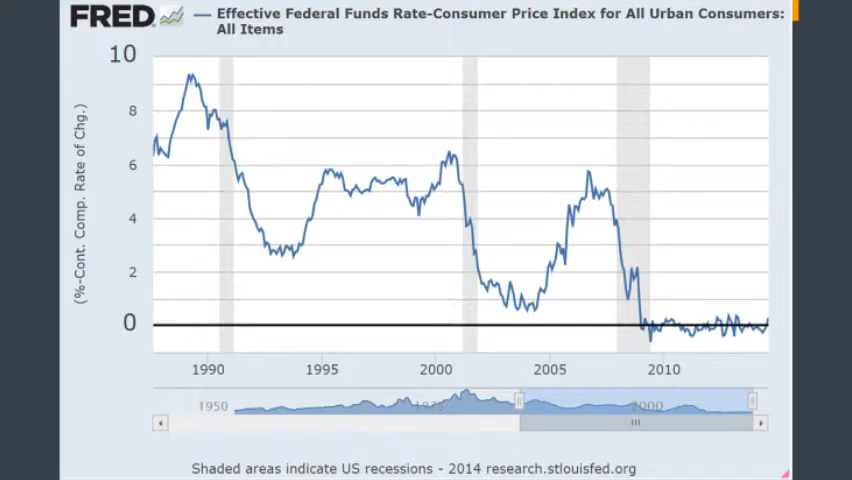 FRED
Effective Federal Funds Rate-Consumer Price Index for All Urban Consumers:
All Items
(%-Cont. Comp. Rate of Chg.)
10
8
6
4
2
0
1990 1995 2000 2005 2010
1950 1975 2000
Shaded areas indicate US recessions - 2014 research.stlouisfed.org